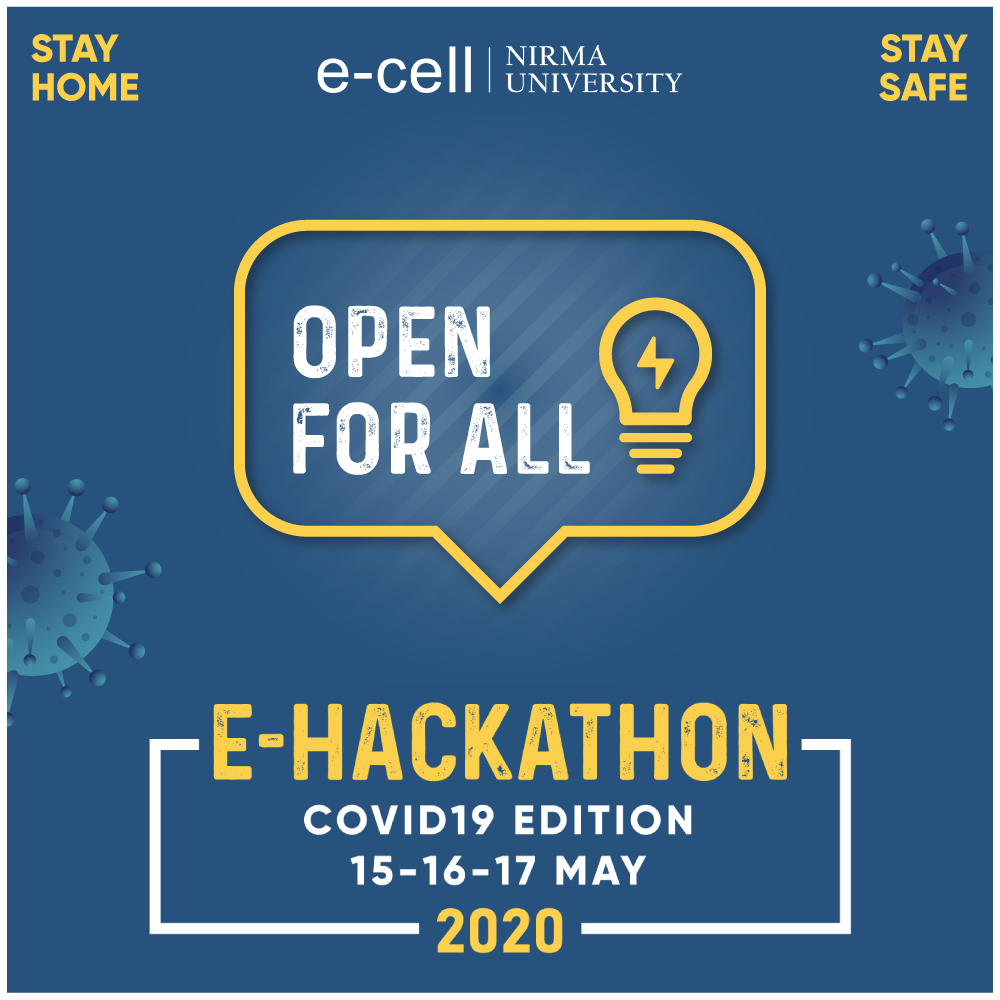 STAY
HOME
e-cell
NIRMA
UNIVERSITY
STAY
SAFE
OPEN
FOR ALL
E-HACKATHON
COVID19 EDITION
15-16-17 MAY
2020